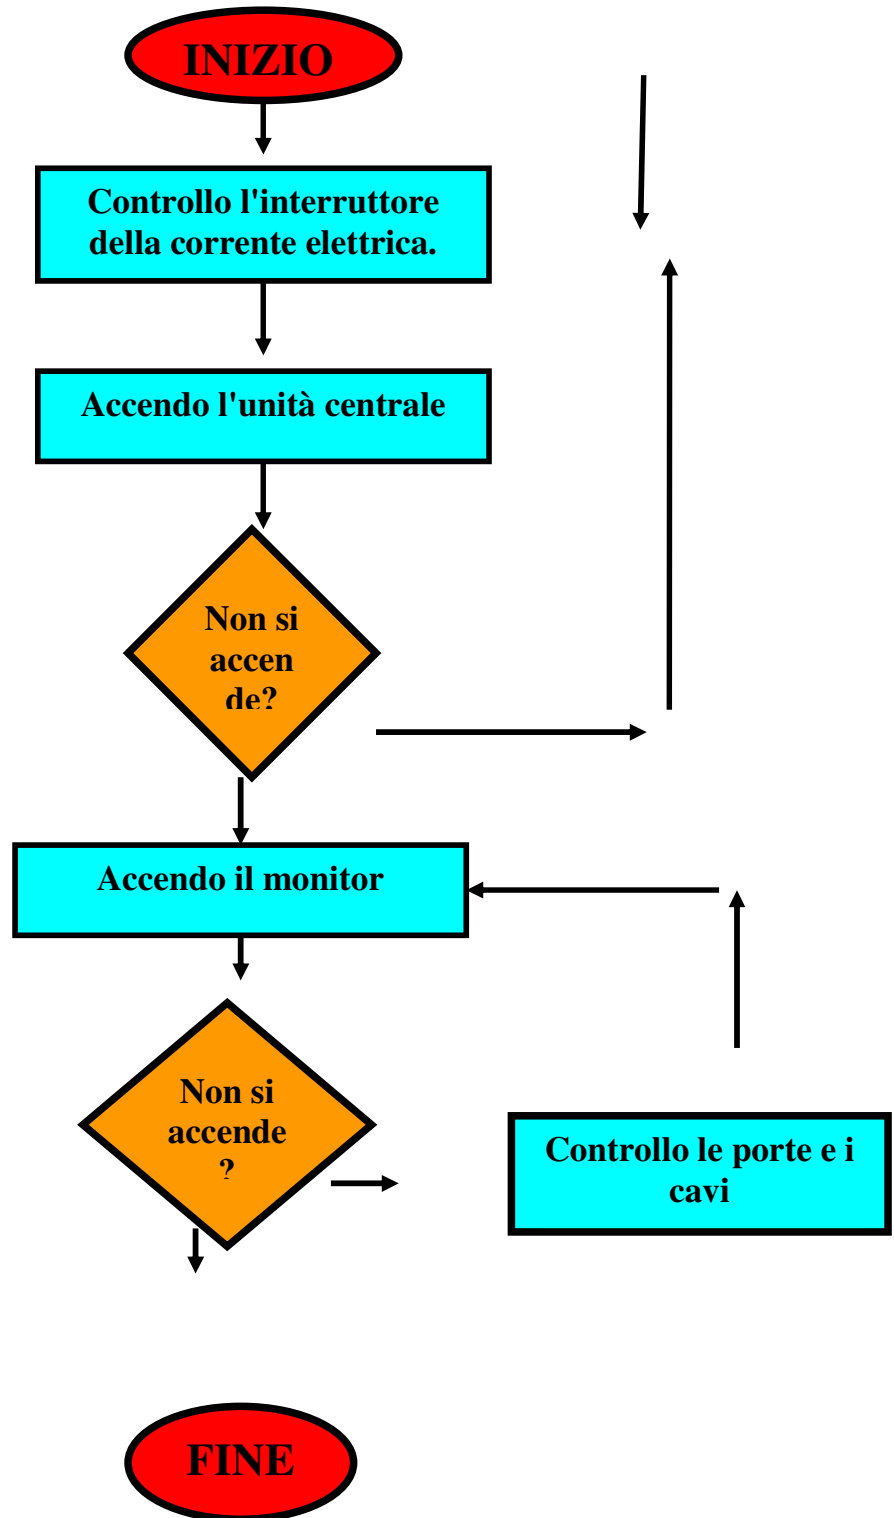 INIZIO
Controllo l'interruttore
della corrente elettrica.
Accendo l'unità centrale
Non si
accen
de?
Accendo il monitor
Non si
accende
?
Controllo le porte e i
cavi
FINE